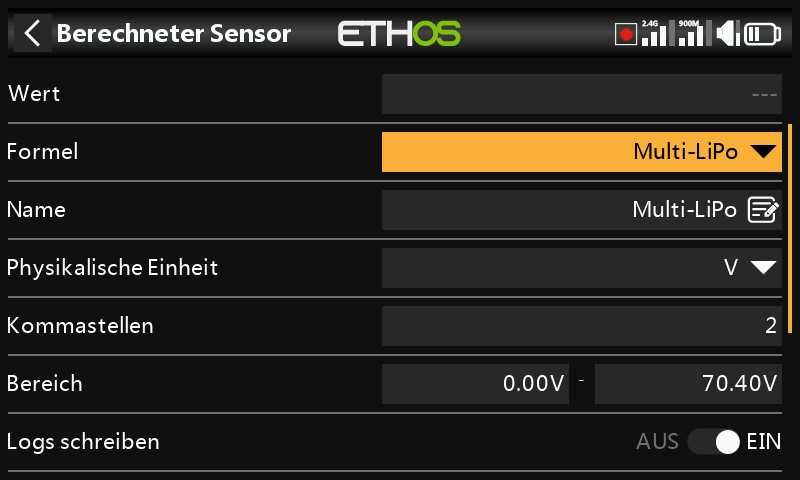 Berechneter Sensor ETHOS 2.4G 900M
Wert ---
Formel Multi-LiPo
Name Multi-LiPo
Physikalische Einheit V
Kommastellen 2
Bereich 0.00V - 70.40V
Logs schreiben AUS EIN